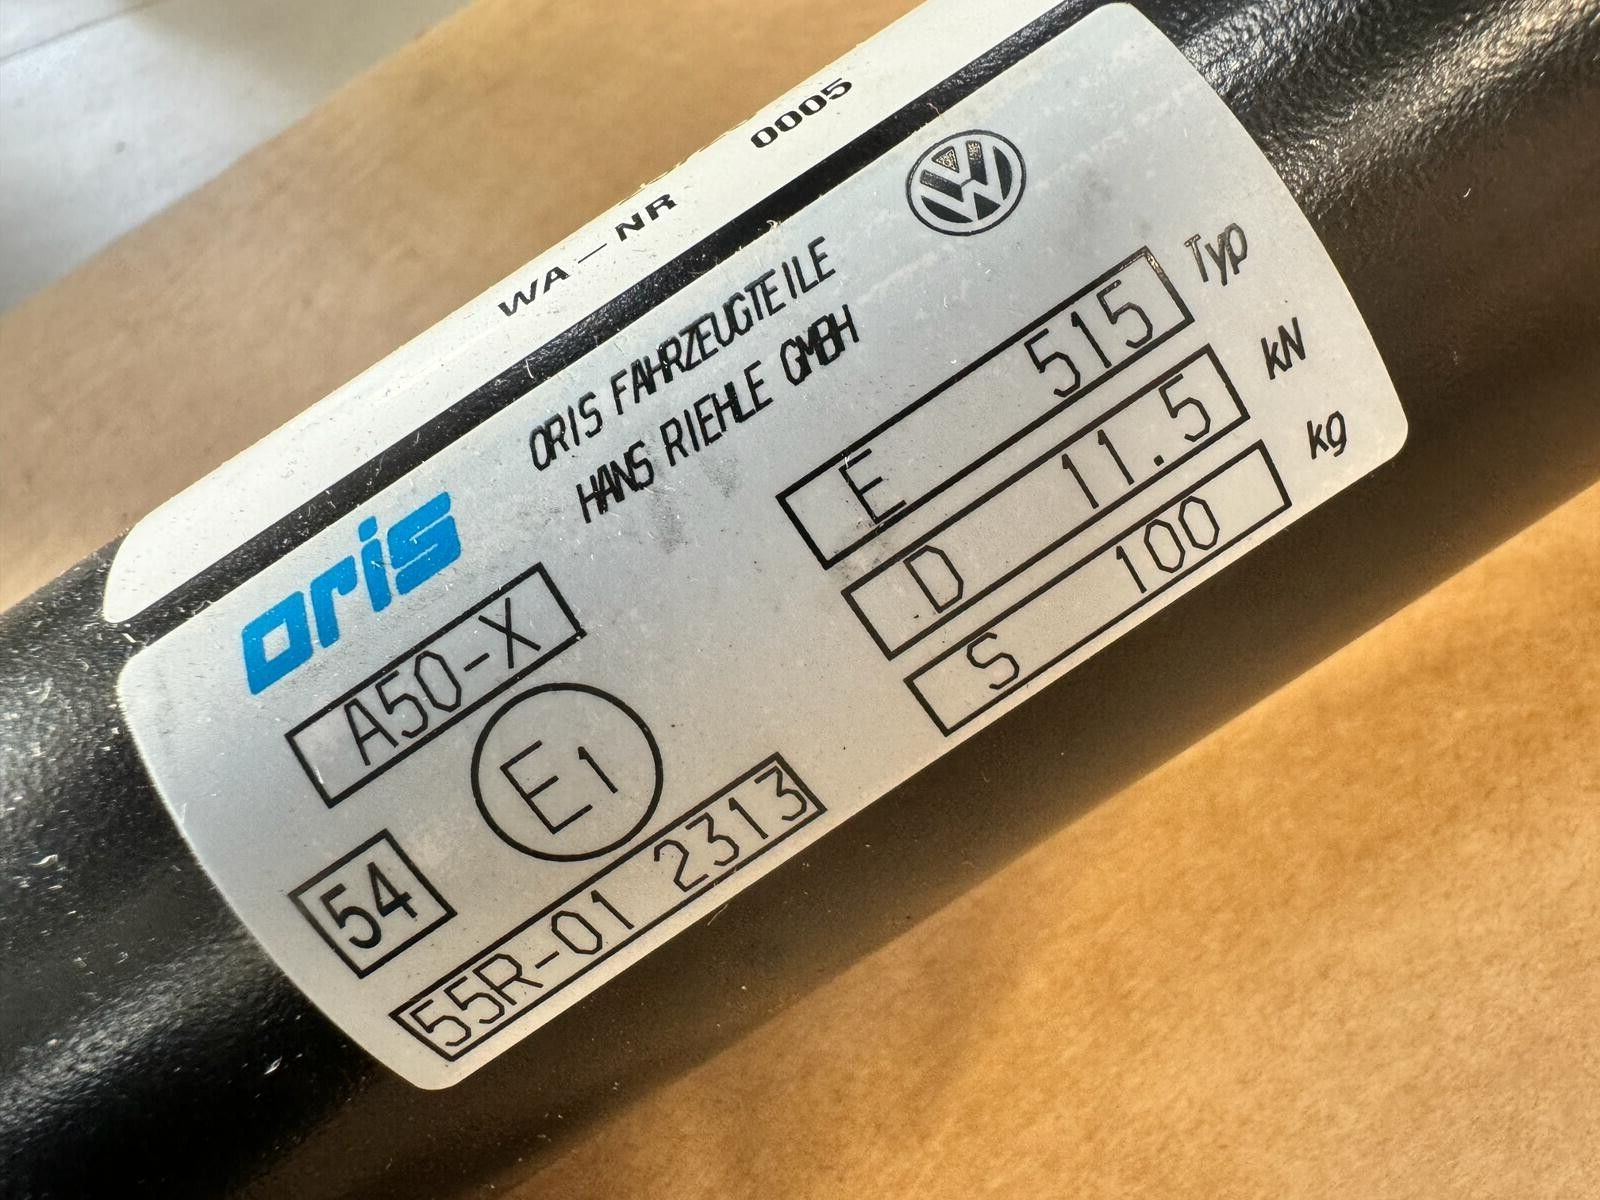 WA-NR 0005
oris
ORIS FAHRZEUGTEILE
HANS RIEHLE GMBH
A50-X
E1
54
55R-01 2313
E 515 Typ
D 11.5 kN
S 100 kg